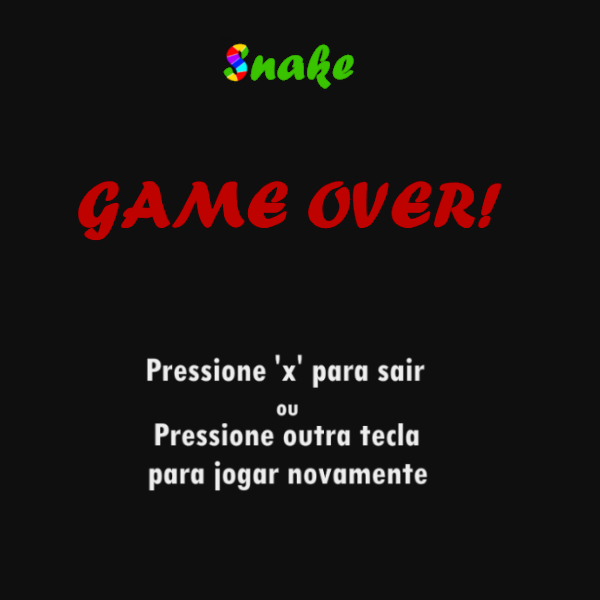 Snake
GAME OVER!
Pressione 'x' para sair
ou
Pressione outra tecla
para jogar novamente